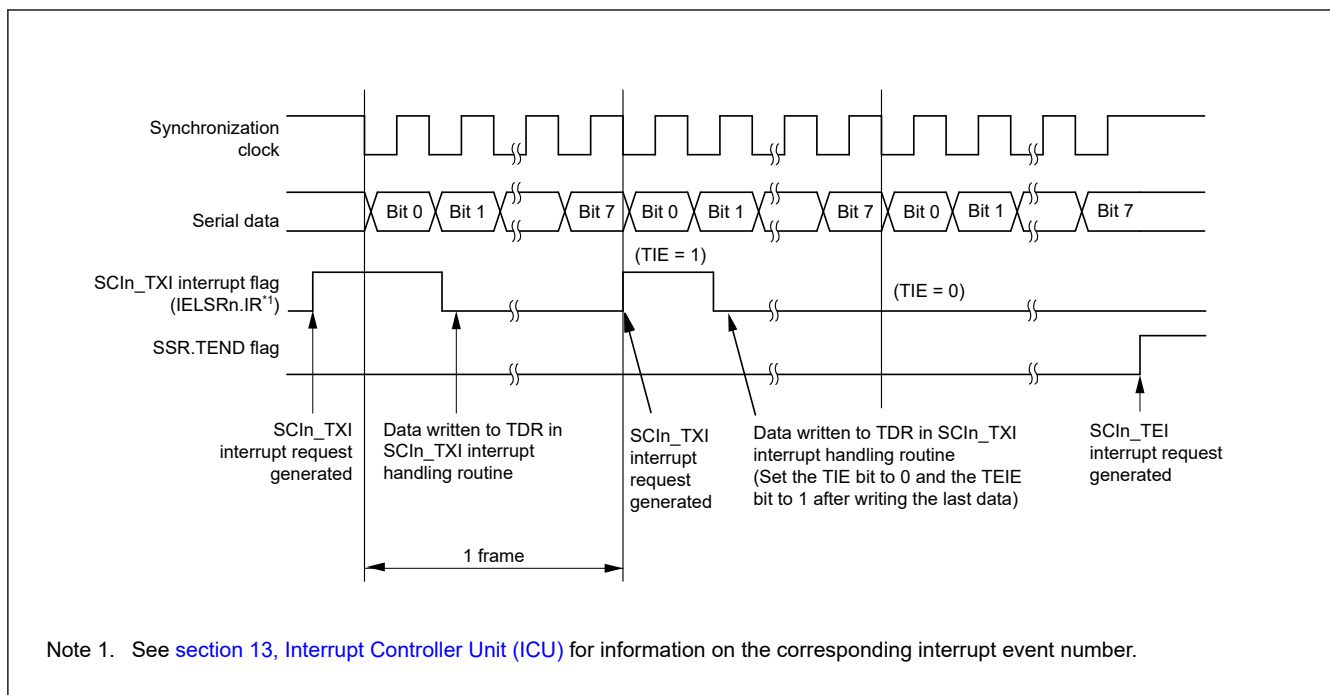 Synchronization
clock
Serial data
Bit 0 Bit 1 Bit 7 Bit 0 Bit 1 Bit 7 Bit 0 Bit 1 Bit 7
(TIE = 1)
SCIn_TXI interrupt flag
(IELSRn.IR*1)
(TIE = 0)
SSR.TEND flag
SCIn_TXI
interrupt request
generated
Data written to TDR in
SCIn_TXI interrupt
handling routine
SCIn_TXI
interrupt
request
generated
Data written to TDR in SCIn_TXI
interrupt handling routine
(Set the TIE bit to 0 and the TEIE
bit to 1 after writing the last data)
SCIn_TEI
interrupt request
generated
1 frame
Note 1. See section 13, Interrupt Controller Unit (ICU) for information on the corresponding interrupt event number.